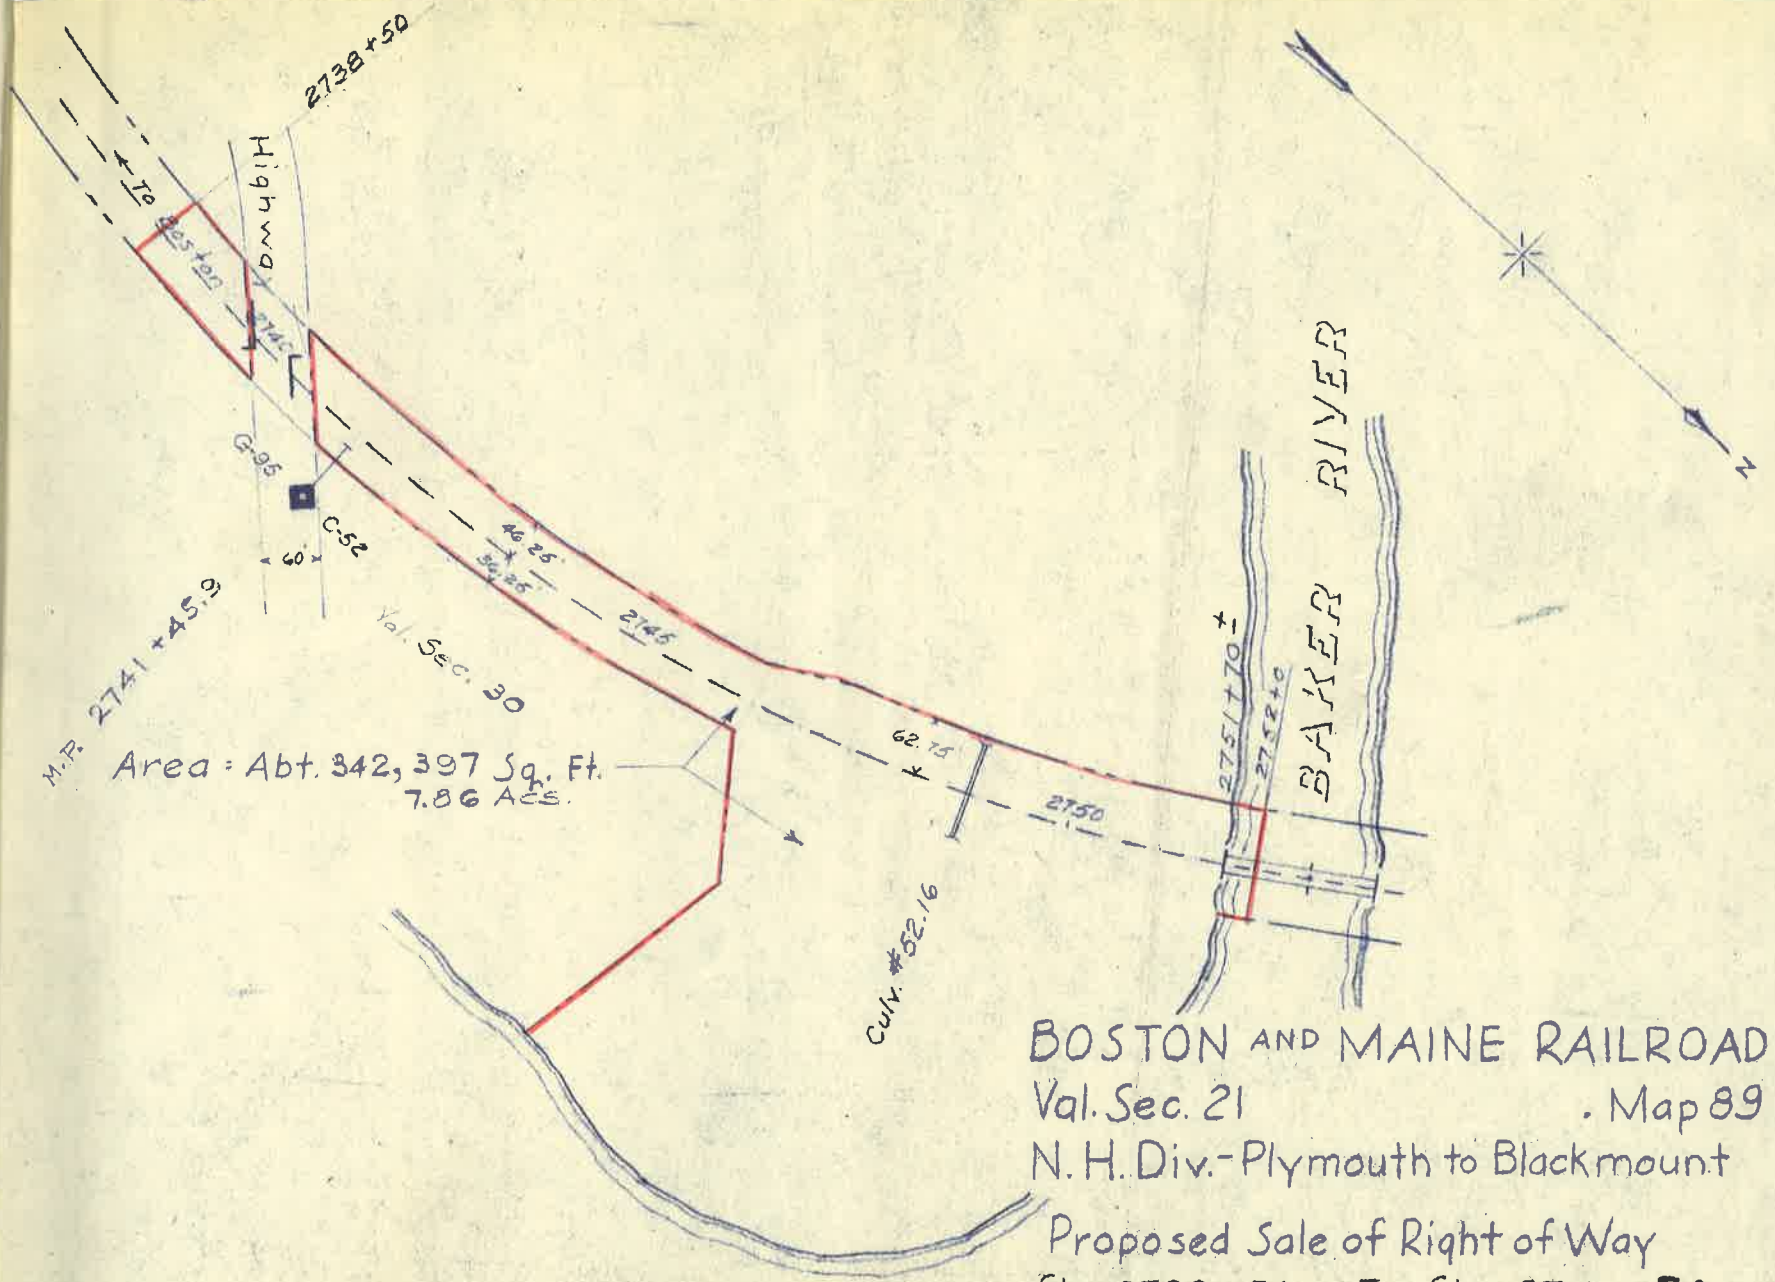 2738+50
Highway
To Boston
2740
G-95
C-52
60
46.25
36.25
2745
M.P. 2741+45.9
Val. Sec. 30
Area: Abt. 342,397 Sq. Ft.
7.86 Acs.
62.75
2750
Culv. #52.16
2751+70±
2752+0
BAKER RIVER
N
BOSTON AND MAINE RAILROAD
Val. Sec. 21 . Map 89
N.H. Div.-Plymouth to Blackmount
Proposed Sale of Right of Way